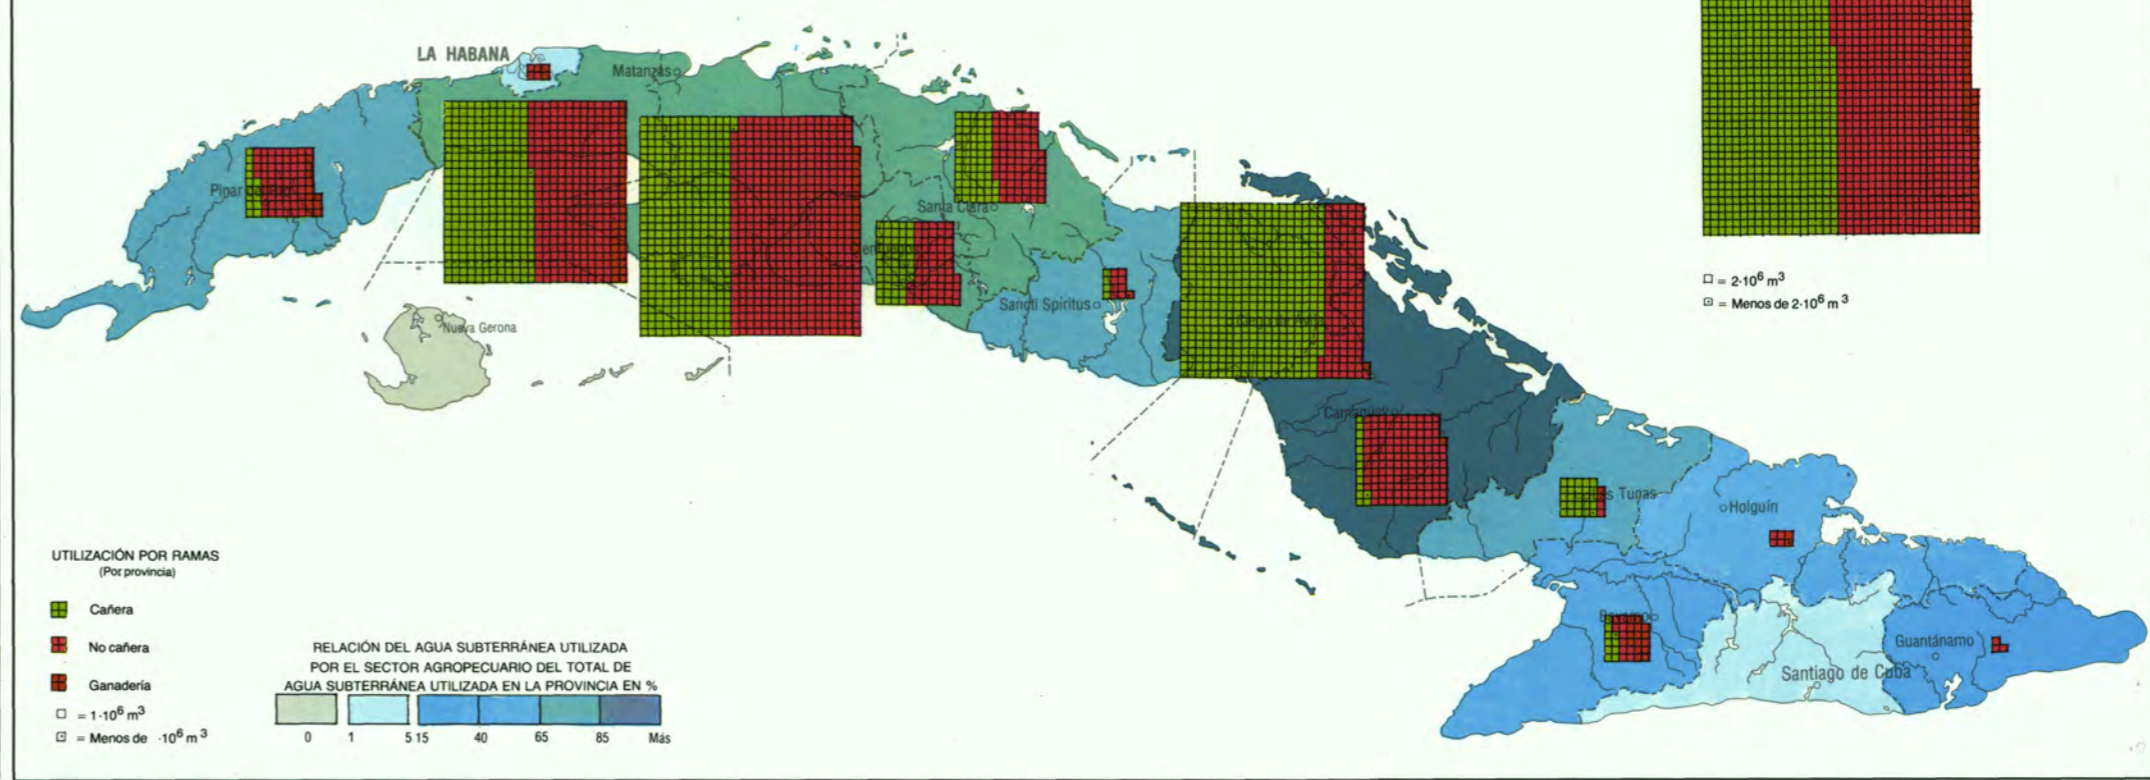 LA HABANA
Matanzas
Pinar
Santa Clara
Sancti Spíritus
Nueva Gerona
Camagüey
Las Tunas
Holguín
Bayamo
Guantánamo
Santiago de Cuba
= 2·10⁶ m³
= Menos de 2·10⁶ m³
UTILIZACIÓN POR RAMAS
(Por provincia)
Cañera
No cañera
Ganadería
= 1·10⁶ m³
= Menos de ·10⁶ m³
RELACIÓN DEL AGUA SUBTERRÁNEA UTILIZADA
POR EL SECTOR AGROPECUARIO DEL TOTAL DE
AGUA SUBTERRÁNEA UTILIZADA EN LA PROVINCIA EN %
0 1 5 15 40 65 85 Más